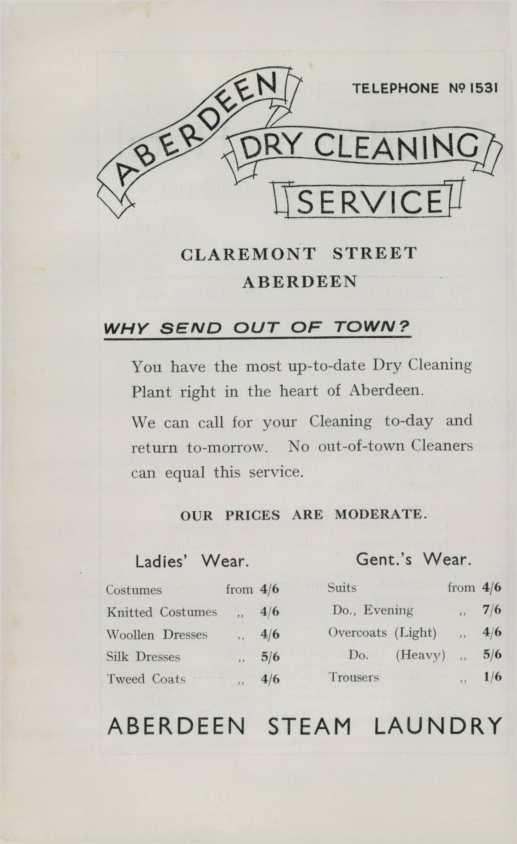 ABERDEEN
TELEPHONE Nº 1531
DRY CLEANING
SERVICE
CLAREMONT STREET
ABERDEEN
WHY SEND OUT OF TOWN?
You have the most up-to-date Dry Cleaning
Plant right in the heart of Aberdeen.
We can call for your Cleaning to-day and
return to-morrow. No out-of-town Cleaners
can equal this service.
OUR PRICES ARE MODERATE.
Ladies' Wear.
Costumes from 4/6
Knitted Costumes ,, 4/6
Woollen Dresses ,, 4/6
Silk Dresses ,, 5/6
Tweed Coats ,, 4/6
Gent.'s Wear.
Suits from 4/6
Do., Evening ,, 7/6
Overcoats (Light) ,, 4/6
Do. (Heavy) ,, 5/6
Trousers ,, 1/6
ABERDEEN STEAM LAUNDRY